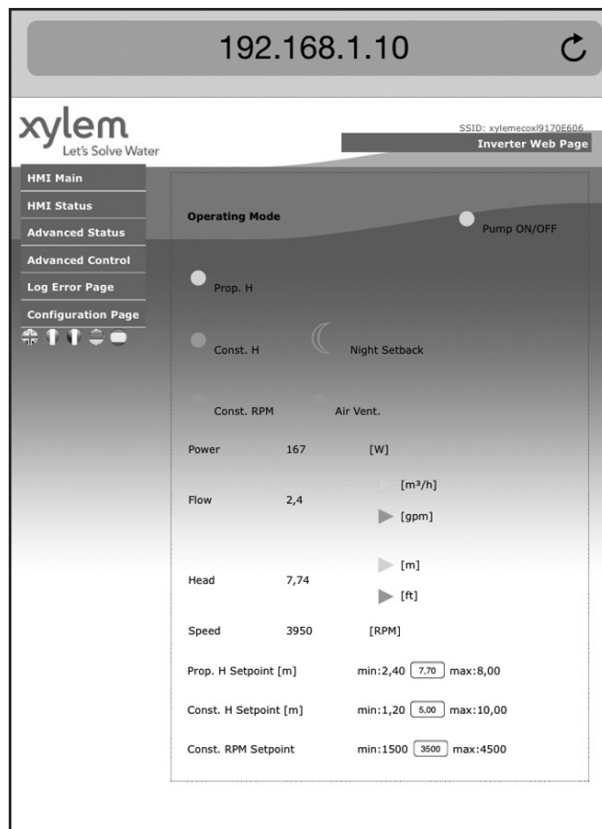 192.168.1.10
xylem
Let's Solve Water
SSID: xylemecoxl9170E606
Inverter Web Page
HMI Main
HMI Status
Advanced Status
Advanced Control
Log Error Page
Configuration Page
Operating Mode
Pump ON/OFF
Prop. H
Const. H
Night Setback
Const. RPM
Air Vent.
Power 167 [W]
Flow 2,4
[m³/h]
[gpm]
Head 7,74
[m]
[ft]
Speed 3950 [RPM]
Prop. H Setpoint [m] min:2,40 7,70 max:8,00
Const. H Setpoint [m] min:1,20 5,00 max:10,00
Const. RPM Setpoint min:1500 3500 max:4500